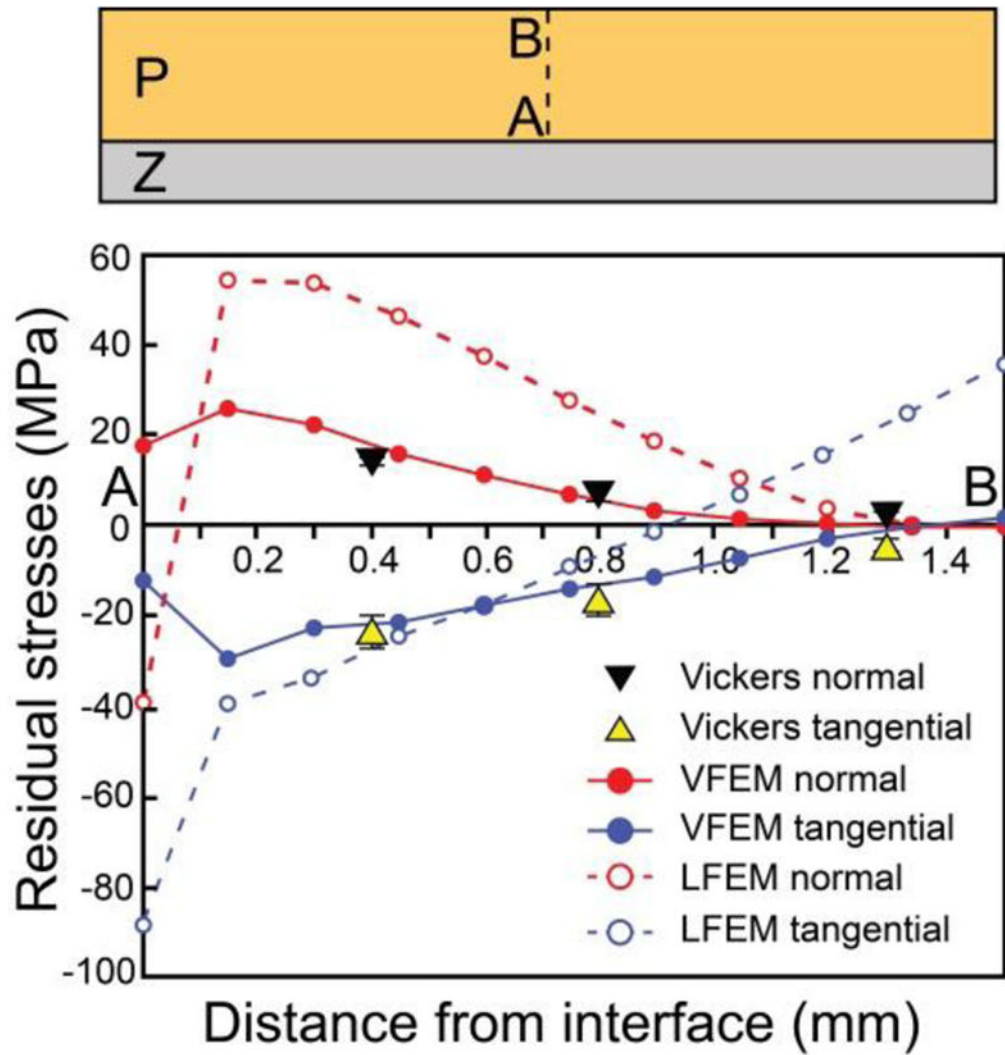 B
P
A
Z
60
40
20
0
-20
-40
-60
-80
-100
Residual stresses (MPa)
A
B
0.2 0.4 0.6 0.8 1.0 1.2 1.4
Vickers normal
Vickers tangential
VFEM normal
VFEM tangential
LFEM normal
LFEM tangential
Distance from interface (mm)